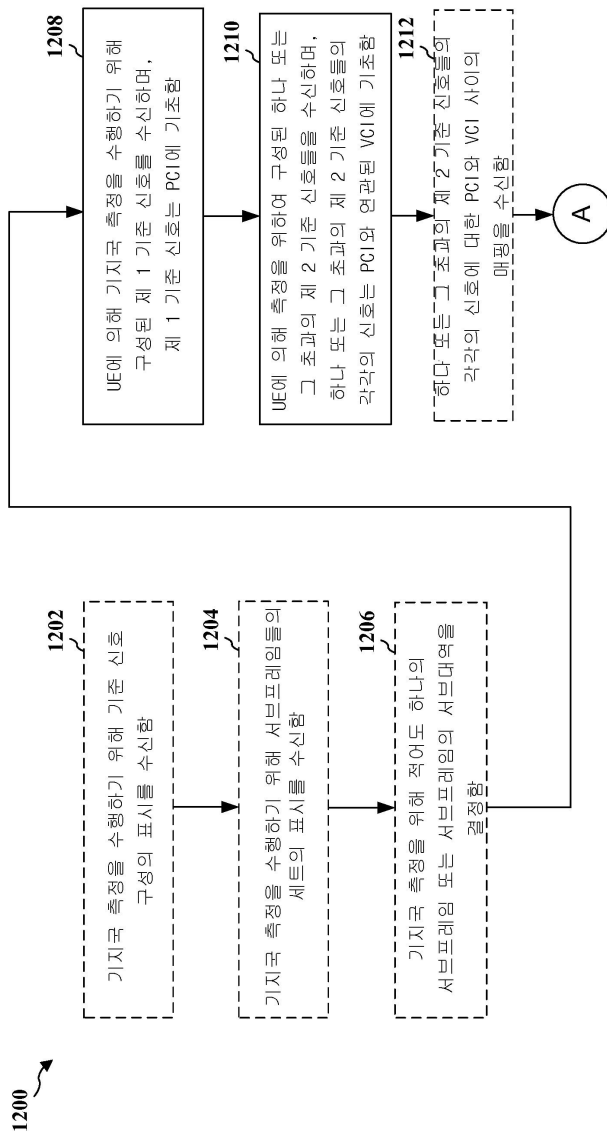 1200
1202
기지국 측정을 수행하기 위해 기준 신호
구성의 표시를 수신함
1204
기지국 측정을 수행하기 위해 서브프레임들의
세트의 표시를 수신함
1206
기지국 측정을 위해 적어도 하나의
서브프레임 또는 서브프레임의 서브대역을
결정함
1208
UE에 의해 기지국 측정을 수행하기 위해
구성된 제 1 기준 신호를 수신하며,
제 1 기준 신호는 PCI에 기초함
1210
UE에 의해 측정을 위하여 구성된 하나 또는
그 초과의 제 2 기준 신호들을 수신하며,
하나 또는 그 초과의 제 2 기준 신호들의
각각의 신호는 PCI와 연관된 VCI에 기초함
1212
하나 또는 그 초과의 제 2 기준 신호들의
각각의 신호에 대한 PCI와 VCI 사이의
매핑을 수신함
A